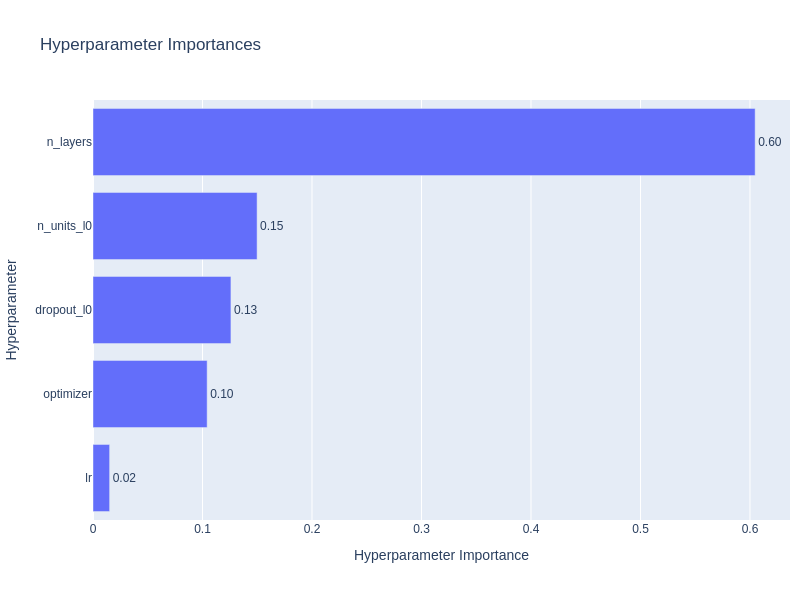 Hyperparameter Importances
n_layers
0.60
n_units_l0
0.15
dropout_l0
0.13
optimizer
0.10
lr
0.02
0
0.1
0.2
0.3
0.4
0.5
0.6
Hyperparameter Importance
Hyperparameter